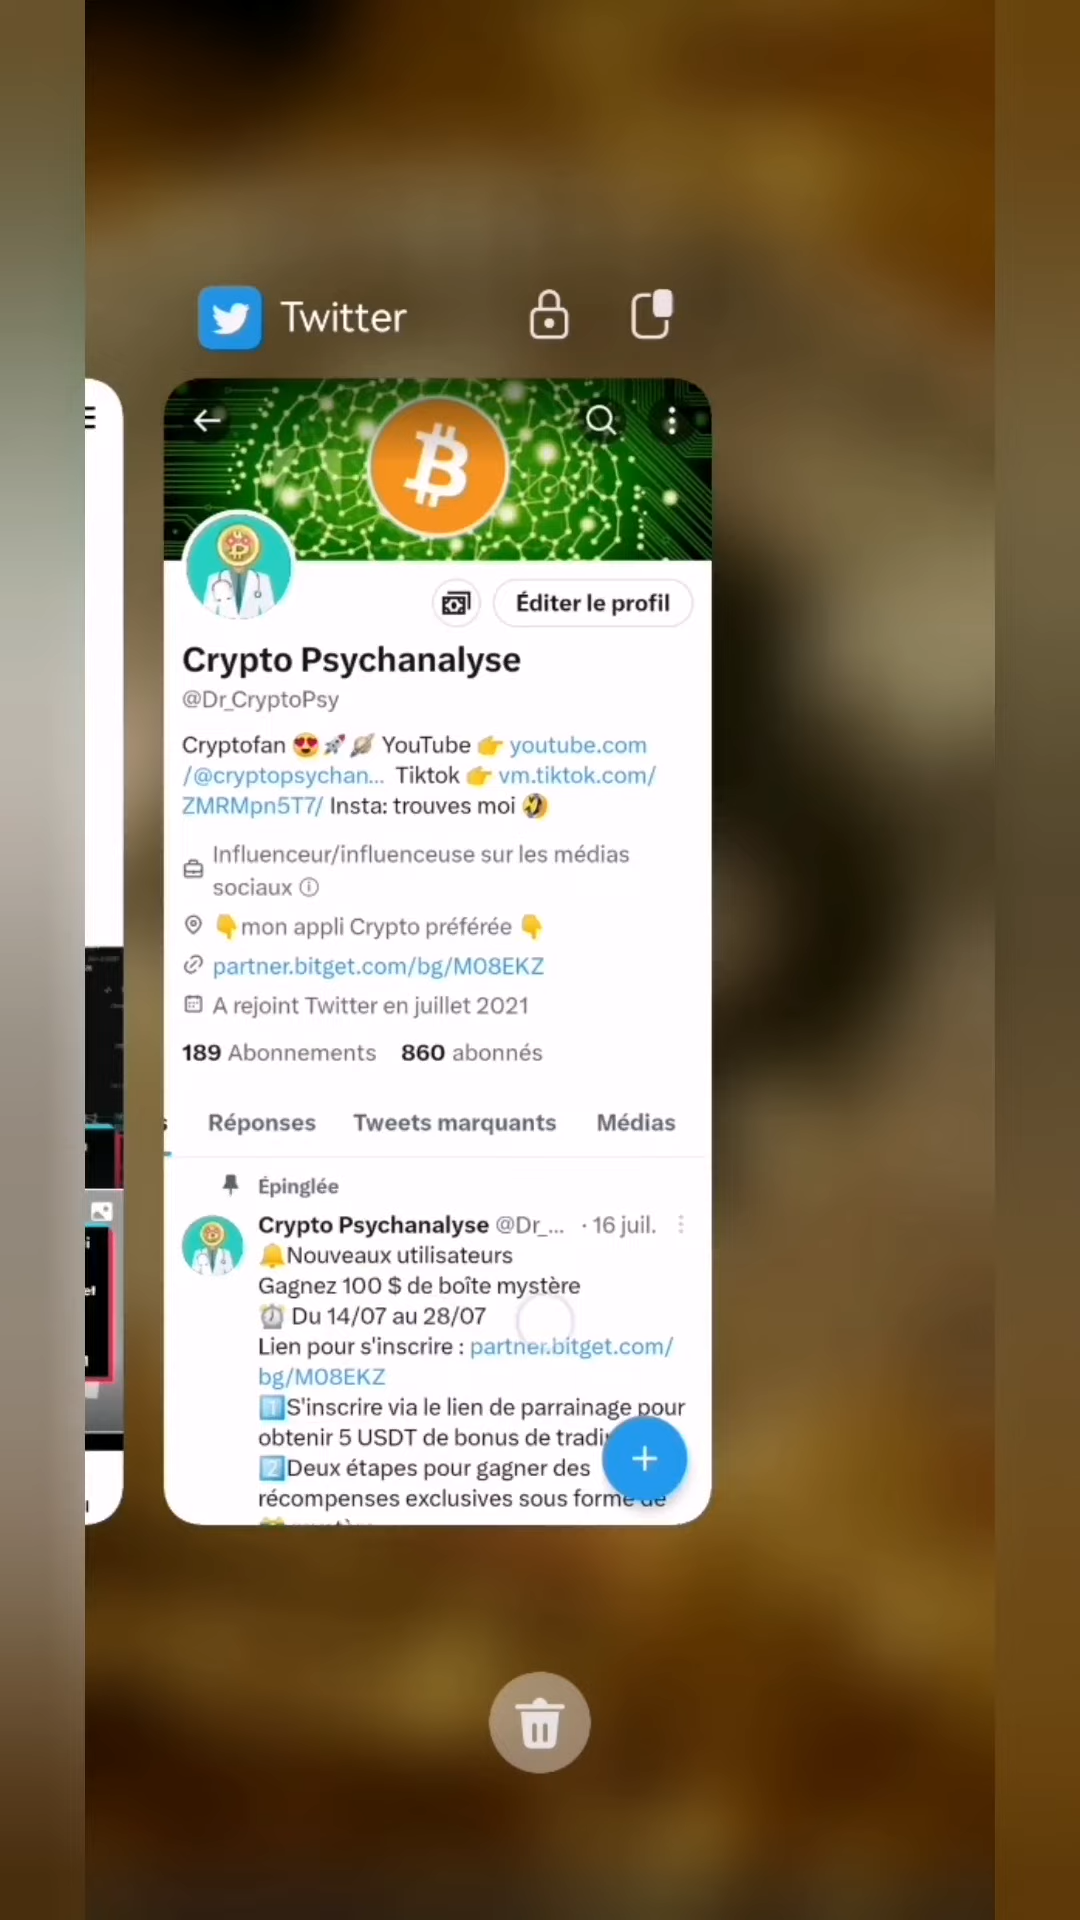 Twitter
Éditer le profil
Crypto Psychanalyse
@Dr_CryptoPsy
Cryptofan 😍🚀🪐 YouTube 👉 youtube.com
/@cryptopsychan... Tiktok 👉 vm.tiktok.com/
ZMRMpn5T7/ Insta: trouves moi 🤣
Influenceur/influenceuse sur les médias
sociaux
👇mon appli Crypto préférée 👇
partner.bitget.com/bg/M08EKZ
A rejoint Twitter en juillet 2021
189 Abonnements 860 abonnés
Réponses Tweets marquants Médias
Épinglée
Crypto Psychanalyse @Dr_... · 16 juil.
🔔Nouveaux utilisateurs
Gagnez 100 $ de boîte mystère
⏰ Du 14/07 au 28/07
Lien pour s'inscrire : partner.bitget.com/
bg/M08EKZ
1️⃣S'inscrire via le lien de parrainage pour
obtenir 5 USDT de bonus de tradi
2️⃣Deux étapes pour gagner des
récompenses exclusives sous forme de